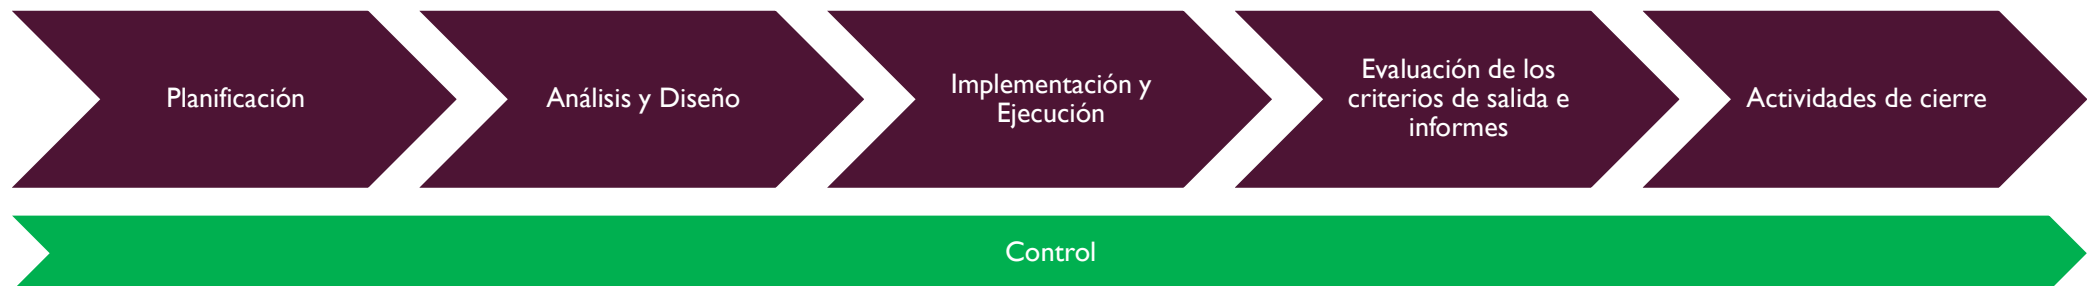 Planificación
Análisis y Diseño
Implementación y
Ejecución
Evaluación de los
criterios de salida e
informes
Actividades de cierre
Control